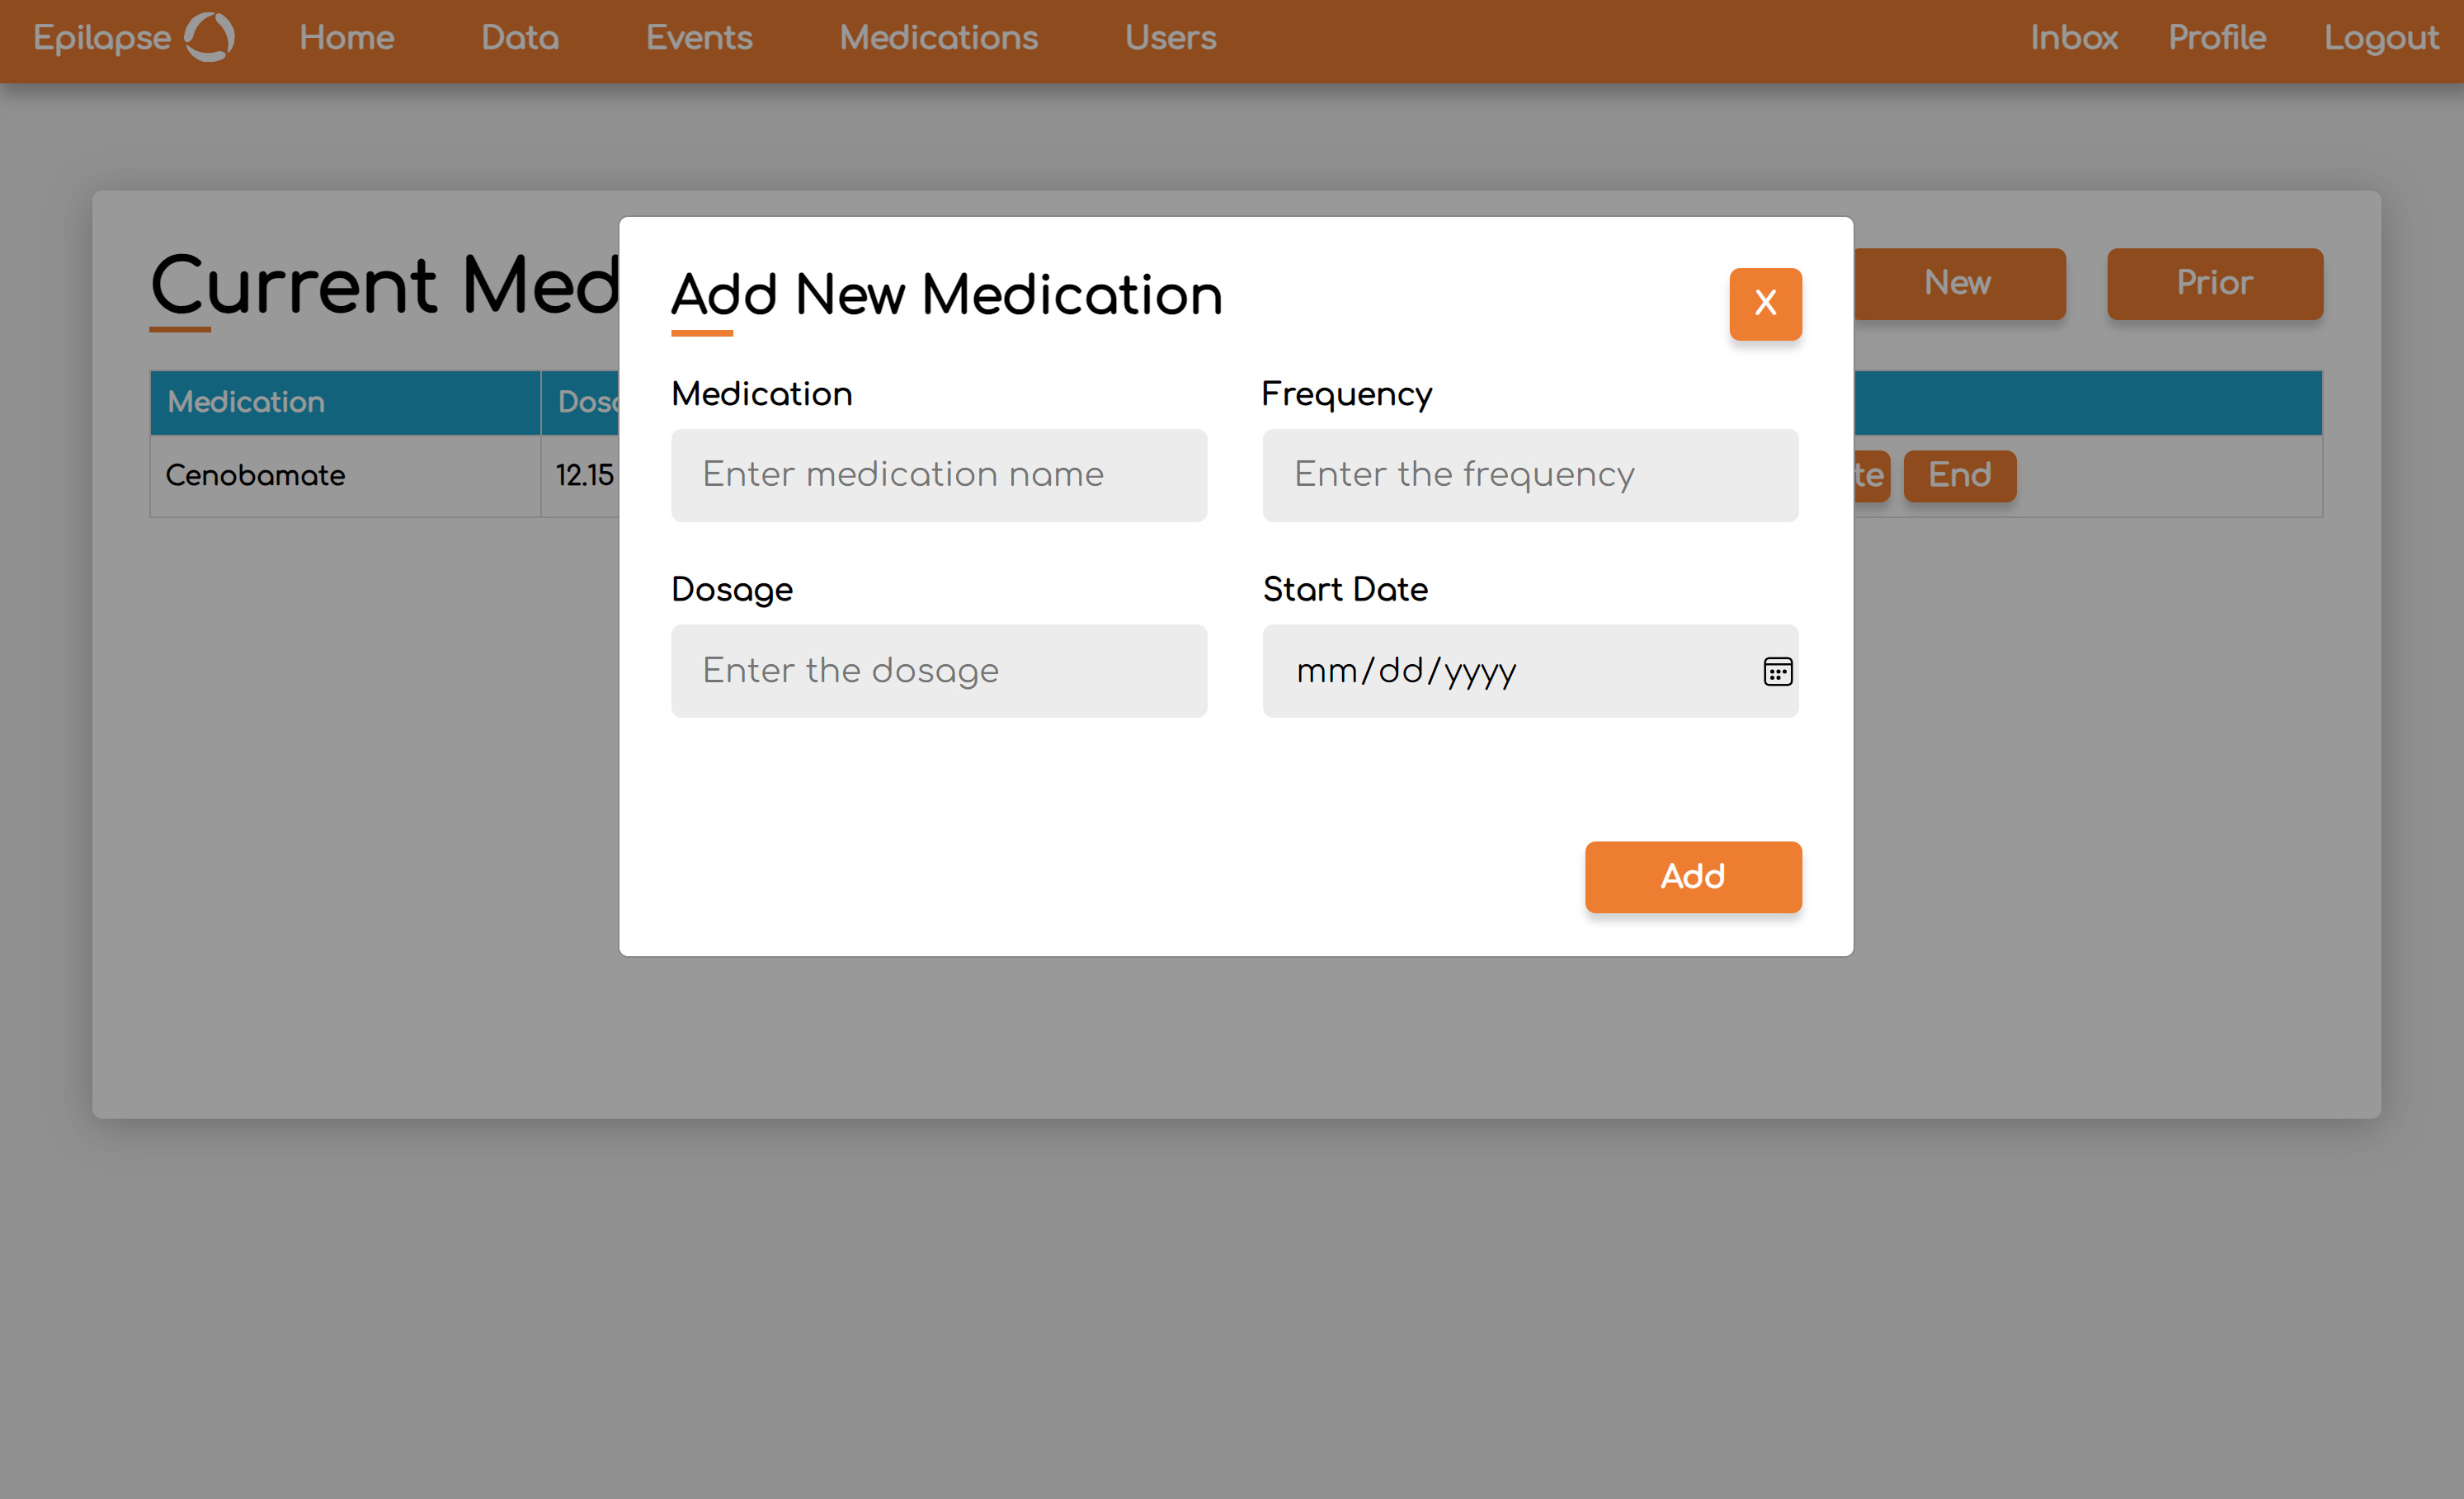 Epilapse Home Data Events Medications Users Inbox Profile Logout
Current Med
New Prior
Add New Medication X
Medication Dos
Cenobamate 12.15
te End
Medication Frequency
Enter medication name Enter the frequency
Dosage Start Date
Enter the dosage mm/dd/yyyy
Add